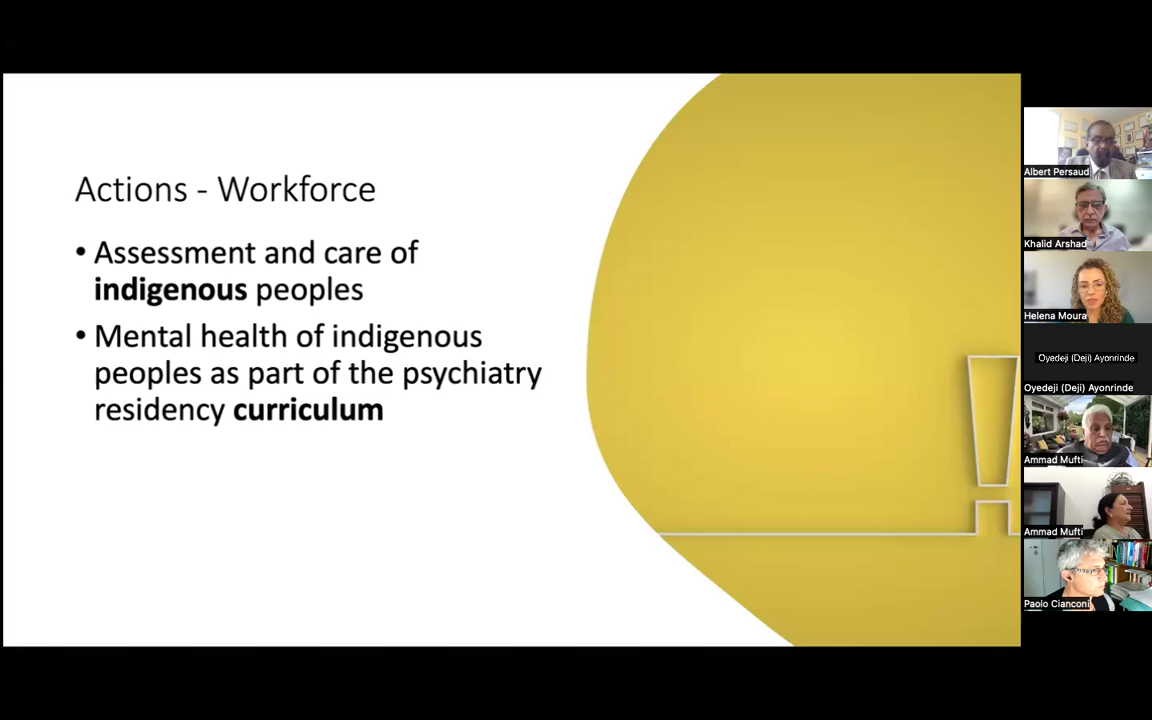 Actions - Workforce
• Assessment and care of
indigenous peoples
• Mental health of indigenous
peoples as part of the psychiatry
residency curriculum
!
Albert Persaud
Khalid Arshad
Helena Moura
Oyedeji (Deji) Ayonrinde
Oyedeji (Deji) Ayonrinde
Ammad Mufti
Ammad Mufti
Paolo Cianconi